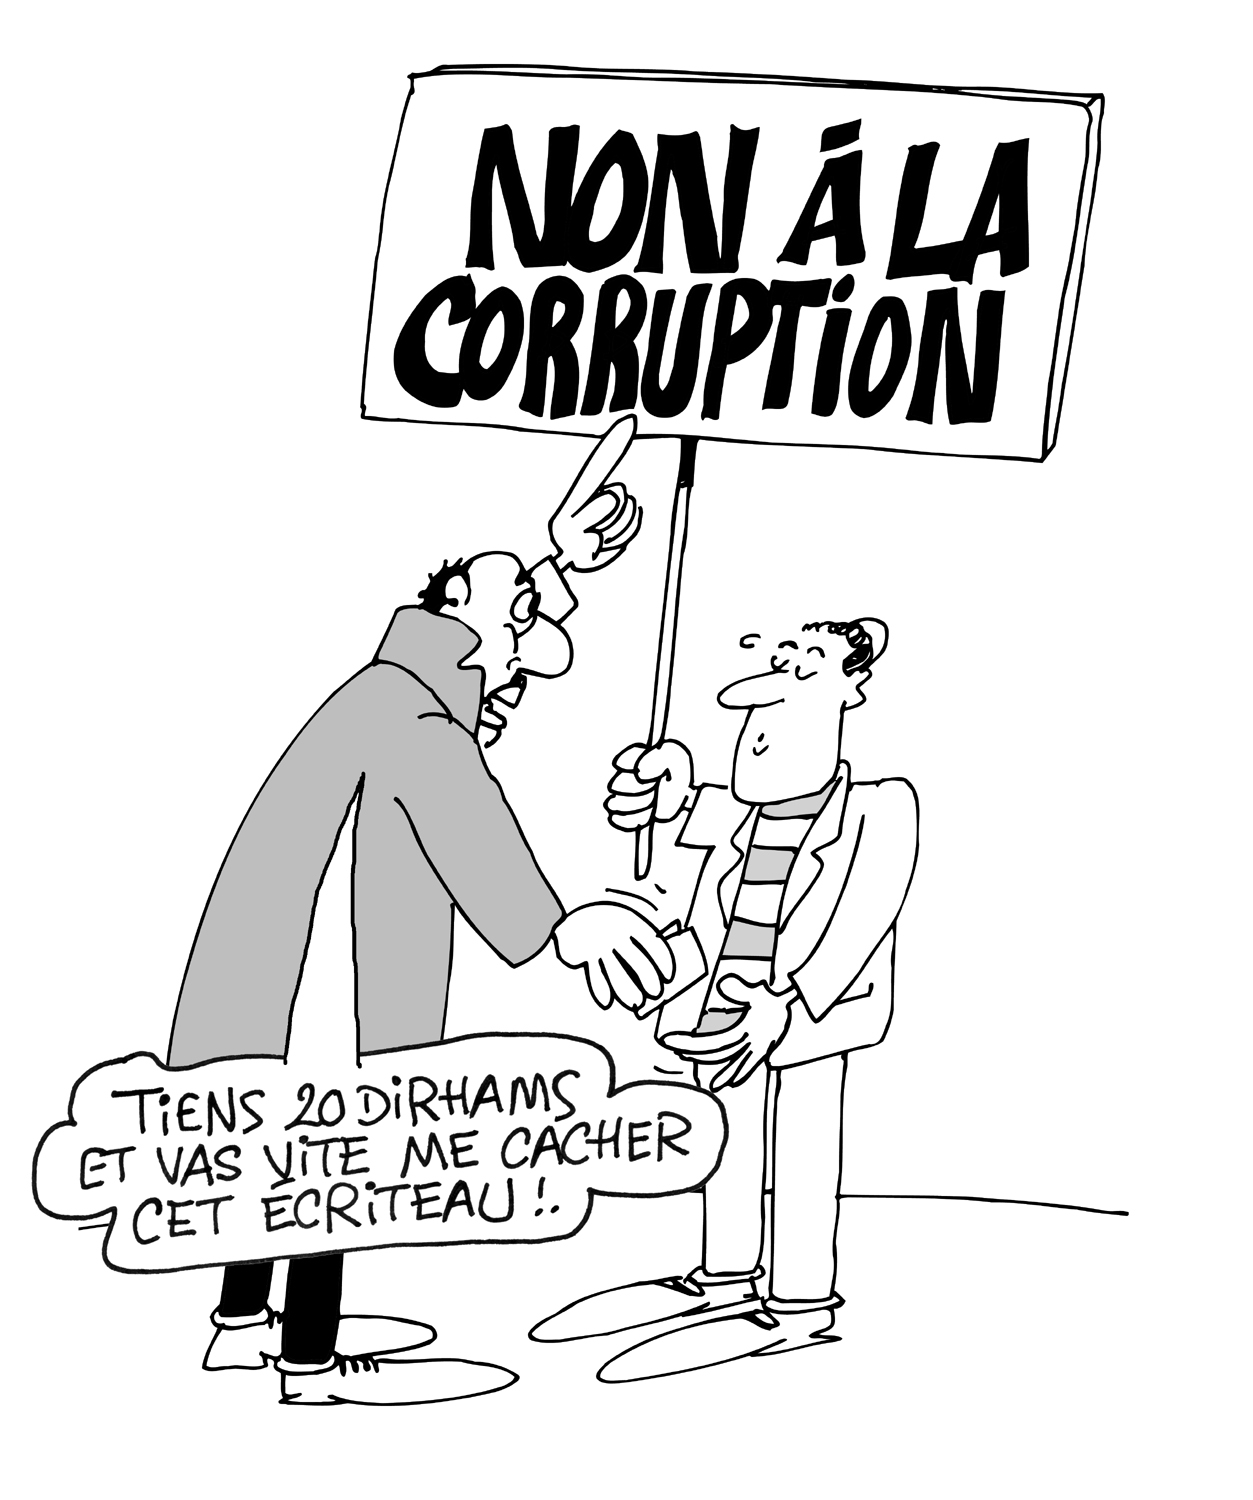 NON Á LA
CORRUPTION
TiENS 20 DiRHAMS
ET VAS ViTE ME CACHER
CET ECRiTEAU !.